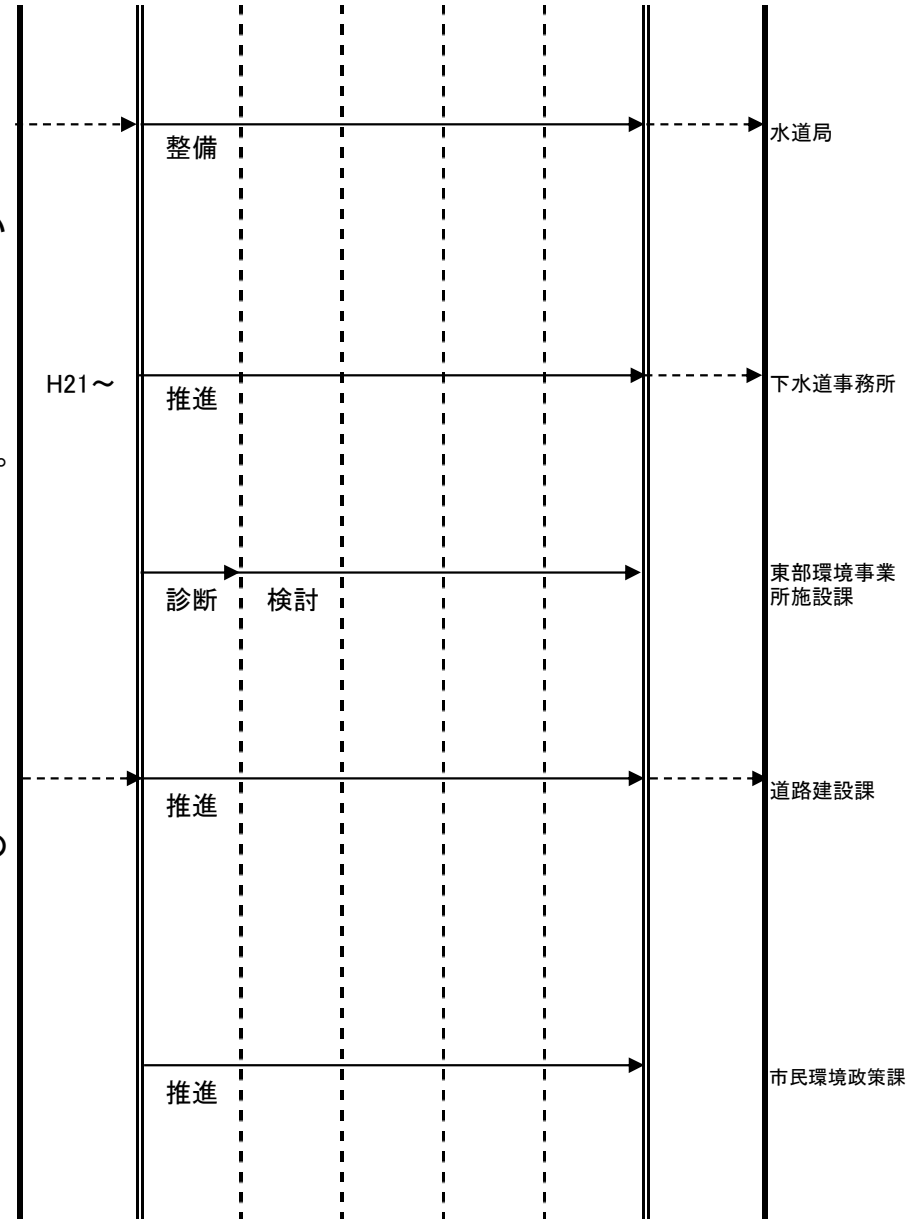 整備
水道局
H21～
推進
下水道事務所
。
診断
検討
東部環境事業
所施設課
推進
道路建設課
の
推進
市民環境政策課